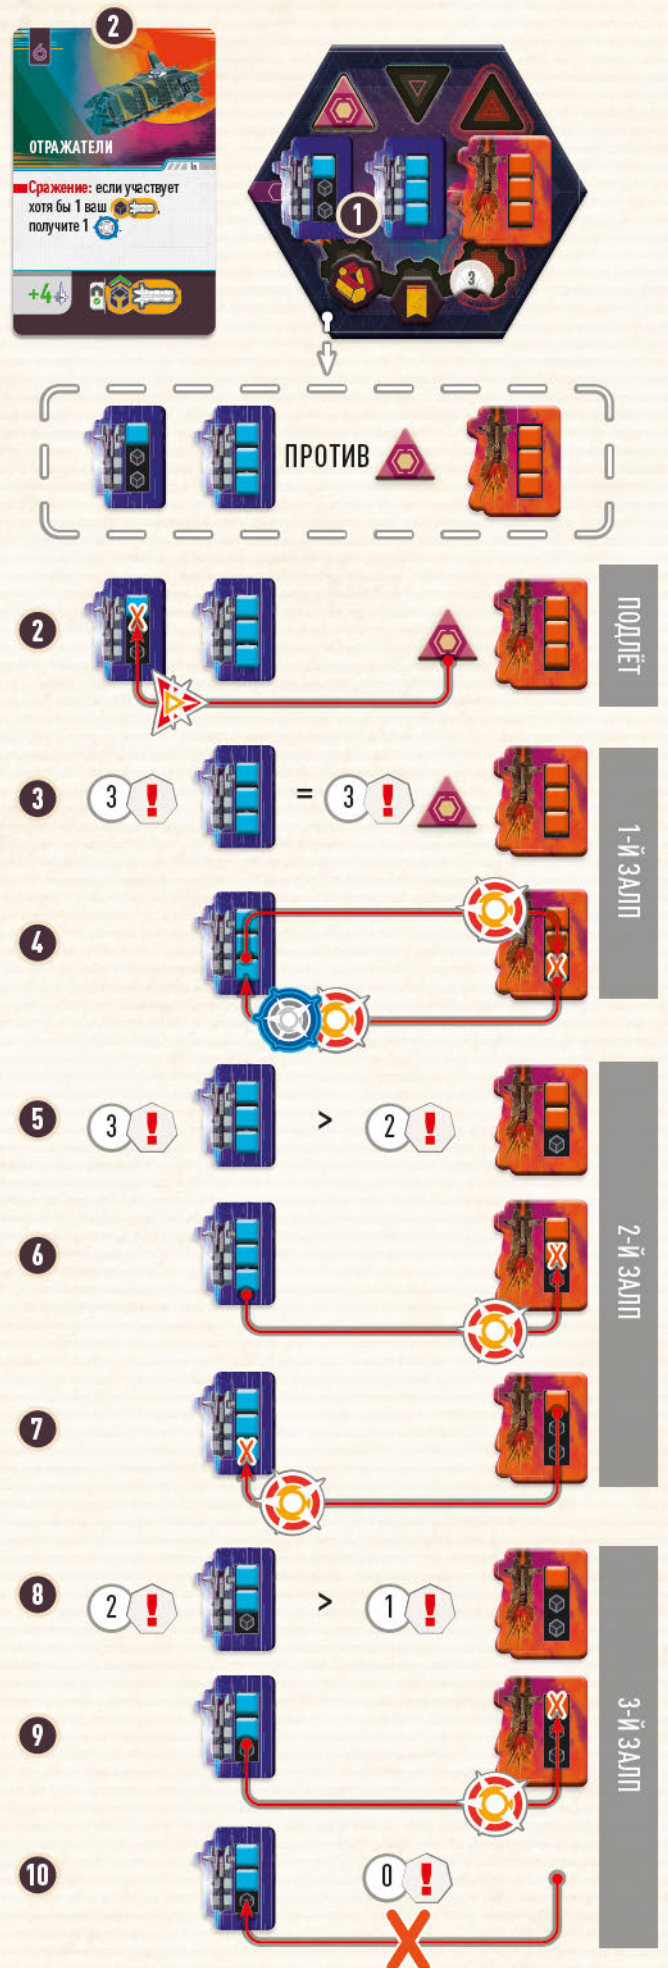 2
6
ОТРАЖАТЕЛИ
Сражение: если участвует
хотя бы 1 ваш ,
получите 1 .
+4
1
3
ПРОТИВ
2
ПОДЛЁТ
3
3 ! = 3 !
1-Й ЗАЛП
4
5
3 ! > 2 !
6
2-Й ЗАЛП
7
8
2 ! > 1 !
9
3-Й ЗАЛП
10
0 !